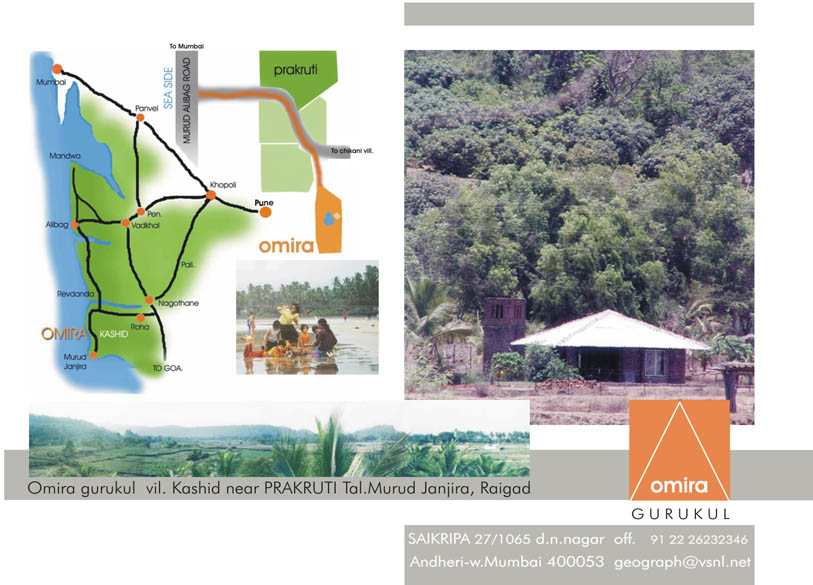 To Mumbai
SEA SIDE
MURUD ALIBAG ROAD
prakruti
To chikani vill.
omira
Mumbai
Panvel
Mandwa
Khopoli
Pune
Pen.
Alibag
Vadkhal
Pali.
Revdanda
Nagothane
Roha
OMIRA KASHID
Murud
Janjira
TO GOA.
Omira gurukul vil. Kashid near PRAKRUTI Tal.Murud Janjira, Raigad
omira
GURUKUL
SAIKRIPA 27/1065 d.n.nagar off. 91 22 26232346
Andheri-w.Mumbai 400053 geograph@vsnl.net